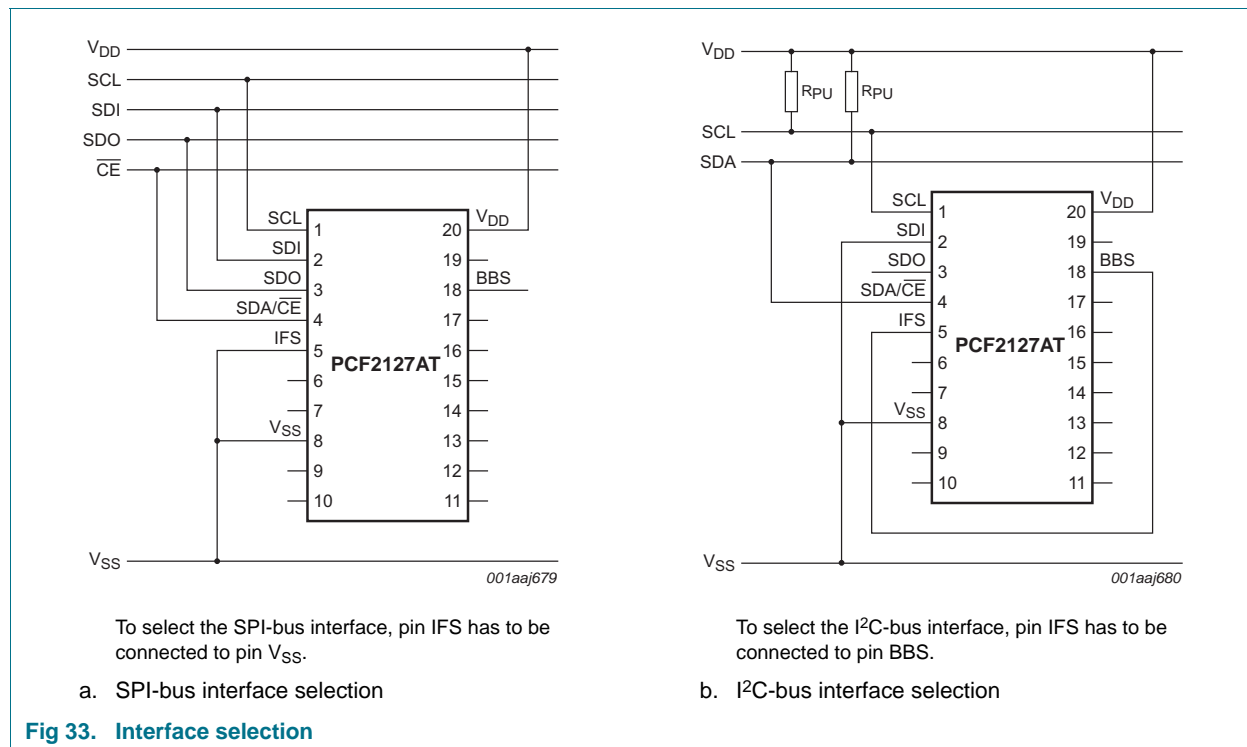 VDD
SCL
SDI
SDO
CE
SCL
SDI
SDO
SDA/CE
IFS
VSS
1
2
3
4
5
6
7
8
9
10
PCF2127AT
VDD
BBS
20
19
18
17
16
15
14
13
12
11
VSS
001aaj679
To select the SPI-bus interface, pin IFS has to be
connected to pin VSS.
a. SPI-bus interface selection
VDD
RPU
RPU
SCL
SDA
SCL
SDI
SDO
SDA/CE
IFS
VSS
1
2
3
4
5
6
7
8
9
10
PCF2127AT
VDD
BBS
20
19
18
17
16
15
14
13
12
11
VSS
001aaj680
To select the I2C-bus interface, pin IFS has to be
connected to pin BBS.
b. I2C-bus interface selection
Fig 33. Interface selection